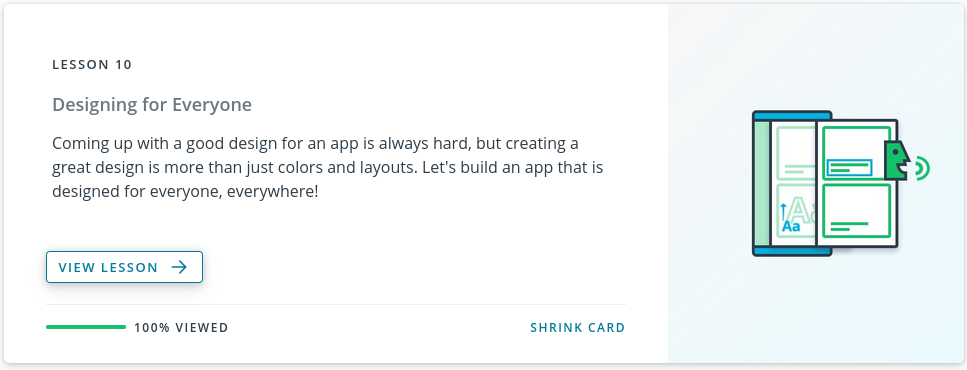 LESSON 10
Designing for Everyone
Coming up with a good design for an app is always hard, but creating a
great design is more than just colors and layouts. Let's build an app that is
designed for everyone, everywhere!
VIEW LESSON
100% VIEWED
SHRINK CARD
A
Aa